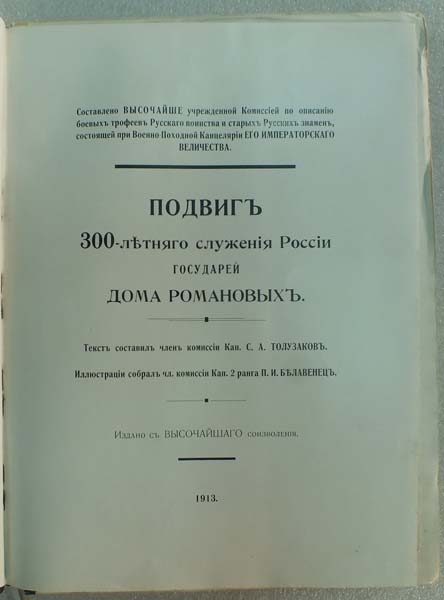 Составлено ВЫСОЧАЙШЕ учрежденной Комиссіей по описанію
боевыхъ трофеевъ Русскаго воинства и старыхъ Русскихъ знаменъ,
состоящей при Военно-Походной Канцеляріи ЕГО ИМПЕРАТОРСКАГО
ВЕЛИЧЕСТВА.
ПОДВИГЪ
300-лѣтняго служенія Россіи
ГОСУДАРЕЙ
ДОМА РОМАНОВЫХЪ.
Текстъ составилъ членъ комиссіи Кап. С. А. ТОЛУЗАКОВЪ.
Иллюстраціи собралъ чл. комиссіи Кап. 2 ранга П. И. БѢЛАВЕНЕЦЪ.
Издано съ ВЫСОЧАЙШАГО соизволенія.
1913.